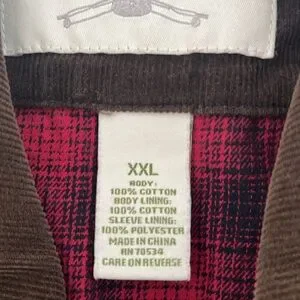 XXL
BODY:
100% COTTON
BODY LINING:
100% COTTON
SLEEVE LINING:
100% POLYESTER
MADE IN CHINA
RN 70534
CARE ON REVERSE